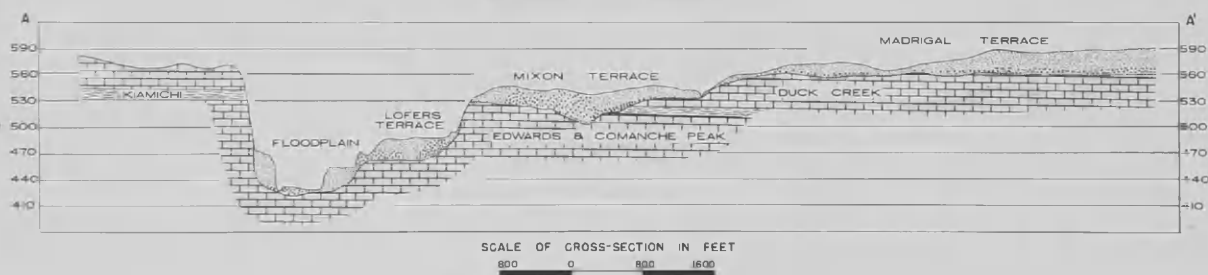 A A'
590 590
MADRIGAL TERRACE
560 560
MIXON TERRACE
KIAMICHI
DUCK CREEK
530 530
LOFERS
TERRACE
500 500
EDWARDS & COMANCHE PEAK
FLOODPLAIN
470 470
440 440
410 410
SCALE OF CROSS-SECTION IN FEET
800 0 800 1600